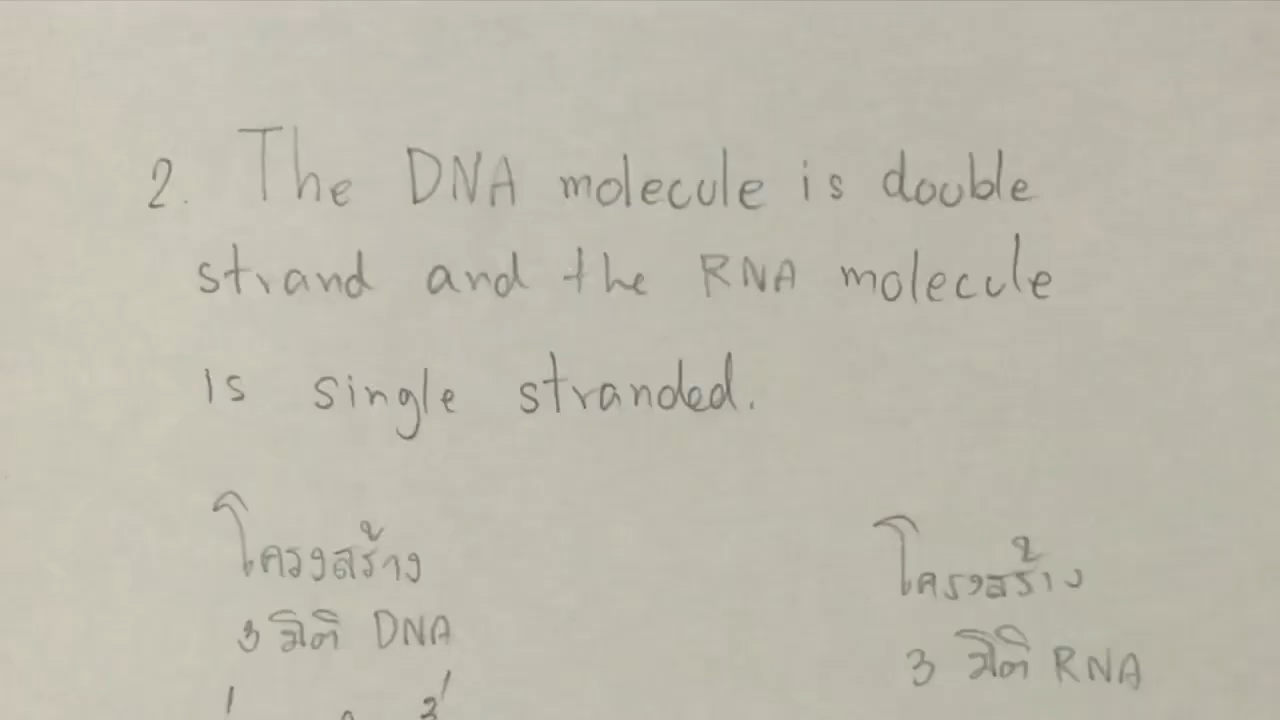 2. The DNA molecule is double
strand and the RNA molecule
is single stranded.
โครงสร้าง
3 มิติ DNA
โครงสร้าง
3 มิติ RNA